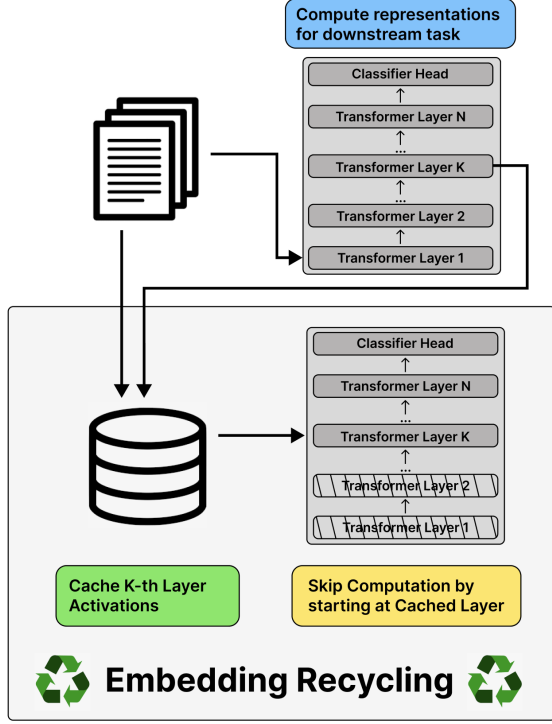 Compute representations
for downstream task
Classifier Head
Transformer Layer N
...
Transformer Layer K
...
Transformer Layer 2
Transformer Layer 1
Classifier Head
Transformer Layer N
...
Transformer Layer K
...
Transformer Layer 2
Transformer Layer 1
Cache K-th Layer
Activations
Skip Computation by
starting at Cached Layer
Embedding Recycling